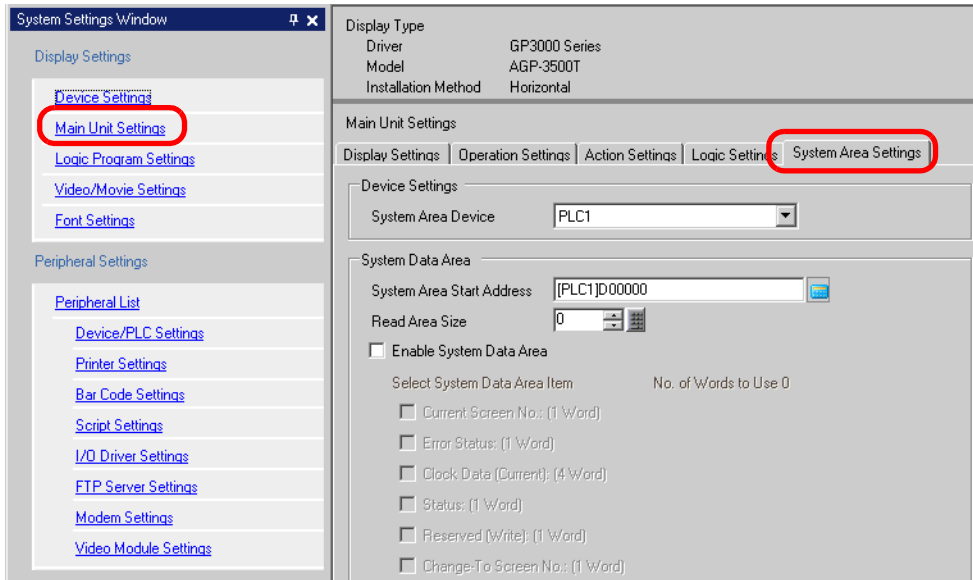 System Settings Window
Display Settings
Device Settings
Main Unit Settings
Logic Program Settings
Video/Movie Settings
Font Settings
Peripheral Settings
Peripheral List
Device/PLC Settings
Printer Settings
Bar Code Settings
Script Settings
I/O Driver Settings
FTP Server Settings
Modem Settings
Video Module Settings
Display Type
Driver GP3000 Series
Model AGP-3500T
Installation Method Horizontal
Main Unit Settings
Display Settings Operation Settings Action Settings Logic Settings System Area Settings
Device Settings
System Area Device PLC1
System Data Area
System Area Start Address [PLC1]D00000
Read Area Size 0
Enable System Data Area
Select System Data Area Item No. of Words to Use 0
Current Screen No.: (1 Word)
Error Status: (1 Word)
Clock Data (Current): (4 Word)
Status: (1 Word)
Reserved (Write): (1 Word)
Change-To Screen No.: (1 Word)